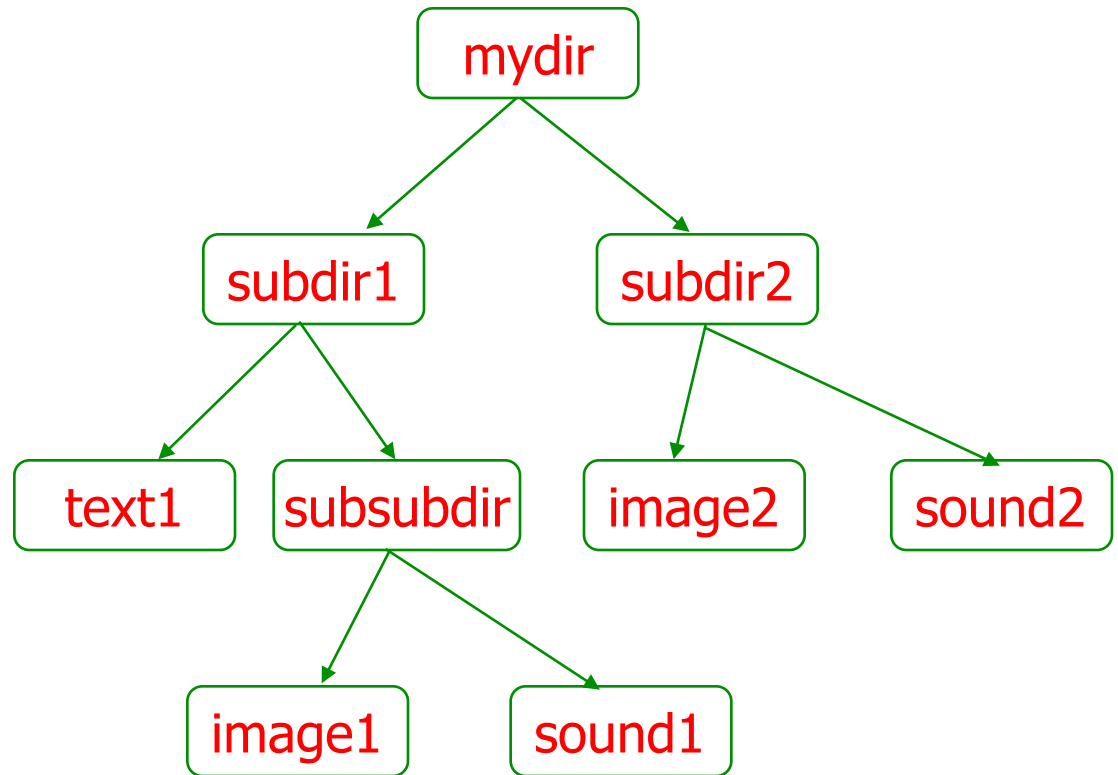 mydir
subdir1
subdir2
text1
subsubdir
image2
sound2
image1
sound1